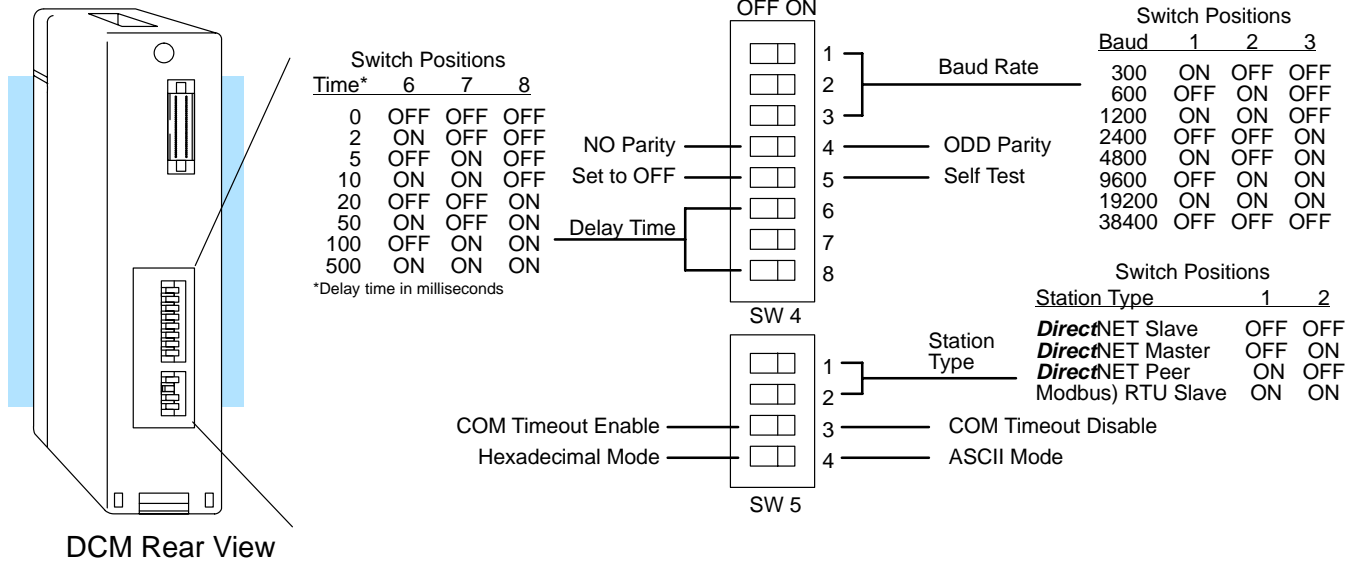 OFF ON
Switch Positions
Time* 6 7 8
0 OFF OFF OFF
2 ON OFF OFF
5 OFF ON OFF
10 ON ON OFF
20 OFF OFF ON
50 ON OFF ON
100 OFF ON ON
500 ON ON ON
*Delay time in milliseconds
NO Parity
Set to OFF
Delay Time
1
2
3
4
5
6
7
8
SW 4
Baud Rate
ODD Parity
Self Test
Switch Positions
Baud 1 2 3
300 ON OFF OFF
600 OFF ON OFF
1200 ON ON OFF
2400 OFF OFF ON
4800 ON OFF ON
9600 OFF ON ON
19200 ON ON ON
38400 OFF OFF OFF
Switch Positions
Station Type 1 2
DirectNET Slave OFF OFF
DirectNET Master OFF ON
DirectNET Peer ON OFF
Modbus) RTU Slave ON ON
Station
Type
1
2
3
4
COM Timeout Enable
Hexadecimal Mode
COM Timeout Disable
ASCII Mode
SW 5
DCM Rear View